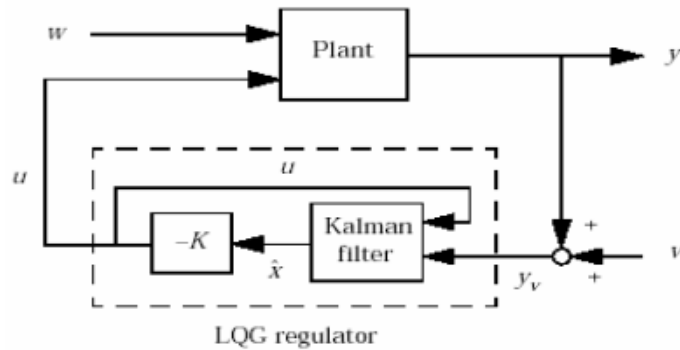 w
Plant
y
u
u
-K
x̂
Kalman
filter
+
+
v
y_v
LQG regulator